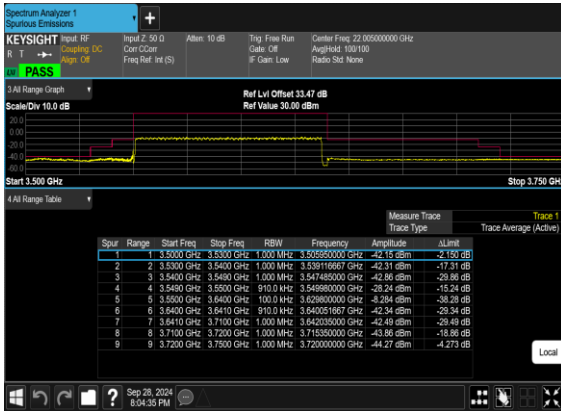 Spectrum Analyzer 1
Spurious Emissions
+
KEYSIGHT Input: RF Input Z: 50 Ω Atten: 10 dB Trig: Free Run Center Freq: 22.005000000 GHz
R T Coupling: DC Corr CCorr Gate: Off Avg|Hold: 100/100
Align: Off Freq Ref: Int (S) IF Gain: Low Radio Std: None
PASS
3 All Range Graph
Ref Lvl Offset 33.47 dB
Scale/Div 10.0 dB Ref Value 30.00 dBm
20.0
0.00
-20.0
-40.0
-60.0
Start 3.500 GHz Stop 3.750 GH
4 All Range Table
Measure Trace Trace 1
Trace Type Trace Average (Active)
Spur Range Start Freq Stop Freq RBW Frequency Amplitude ΔLimit
1 1 3.5000 GHz 3.5300 GHz 1.000 MHz 3.505950000 GHz -42.15 dBm -2.150 dB
2 2 3.5300 GHz 3.5400 GHz 1.000 MHz 3.539116667 GHz -42.31 dBm -17.31 dB
3 3 3.5400 GHz 3.5490 GHz 1.000 MHz 3.547485000 GHz -42.86 dBm -29.86 dB
4 4 3.5490 GHz 3.5500 GHz 910.0 kHz 3.549980000 GHz -28.24 dBm -15.24 dB
5 5 3.5500 GHz 3.6400 GHz 100.0 kHz 3.629800000 GHz -8.284 dBm -38.28 dB
6 6 3.6400 GHz 3.6410 GHz 910.0 kHz 3.640051667 GHz -42.34 dBm -29.34 dB
7 7 3.6410 GHz 3.7100 GHz 1.000 MHz 3.642035000 GHz -42.49 dBm -29.49 dB
8 8 3.7100 GHz 3.7200 GHz 1.000 MHz 3.715350000 GHz -43.86 dBm -18.86 dB
9 9 3.7200 GHz 3.7500 GHz 1.000 MHz 3.720000000 GHz -44.27 dBm -4.273 dB
Local
? Sep 28, 2024
8:04:35 PM